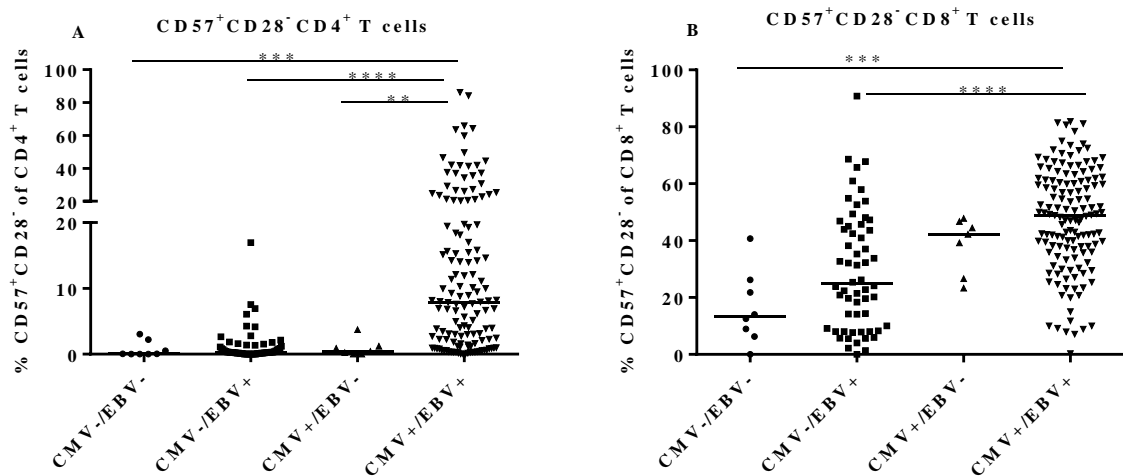 A
CD57⁺CD28⁻CD4⁺ T cells
% CD57⁺CD28⁻ of CD4⁺ T cells
100
80
60
40
20
20
10
0
***
****
**
CMV-/EBV-
CMV-/EBV+
CMV+/EBV-
CMV+/EBV+
B
CD57⁺CD28⁻CD8⁺ T cells
% CD57⁺CD28⁻ of CD8⁺ T cells
100
80
60
40
20
0
***
****
CMV-/EBV-
CMV-/EBV+
CMV+/EBV-
CMV+/EBV+